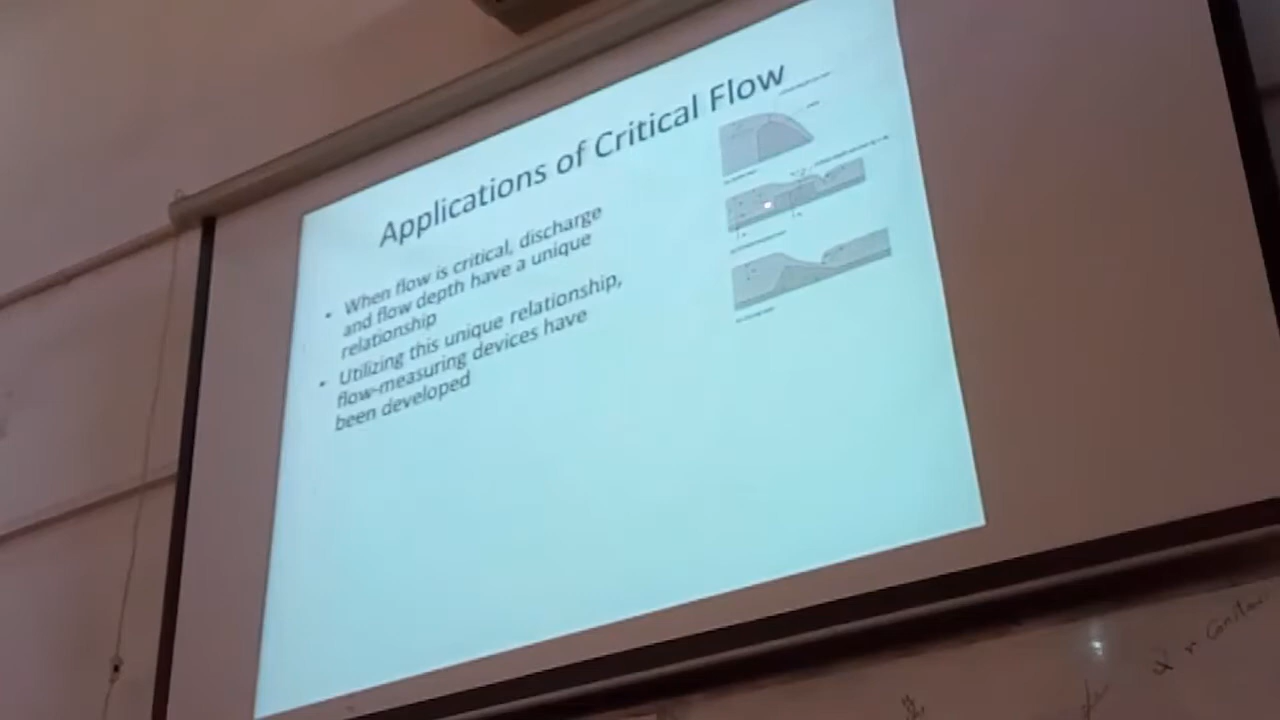 Applications of Critical Flow
• When flow is critical, discharge
and flow depth have a unique
relationship
• Utilizing this unique relationship,
flow-measuring devices have
been developed